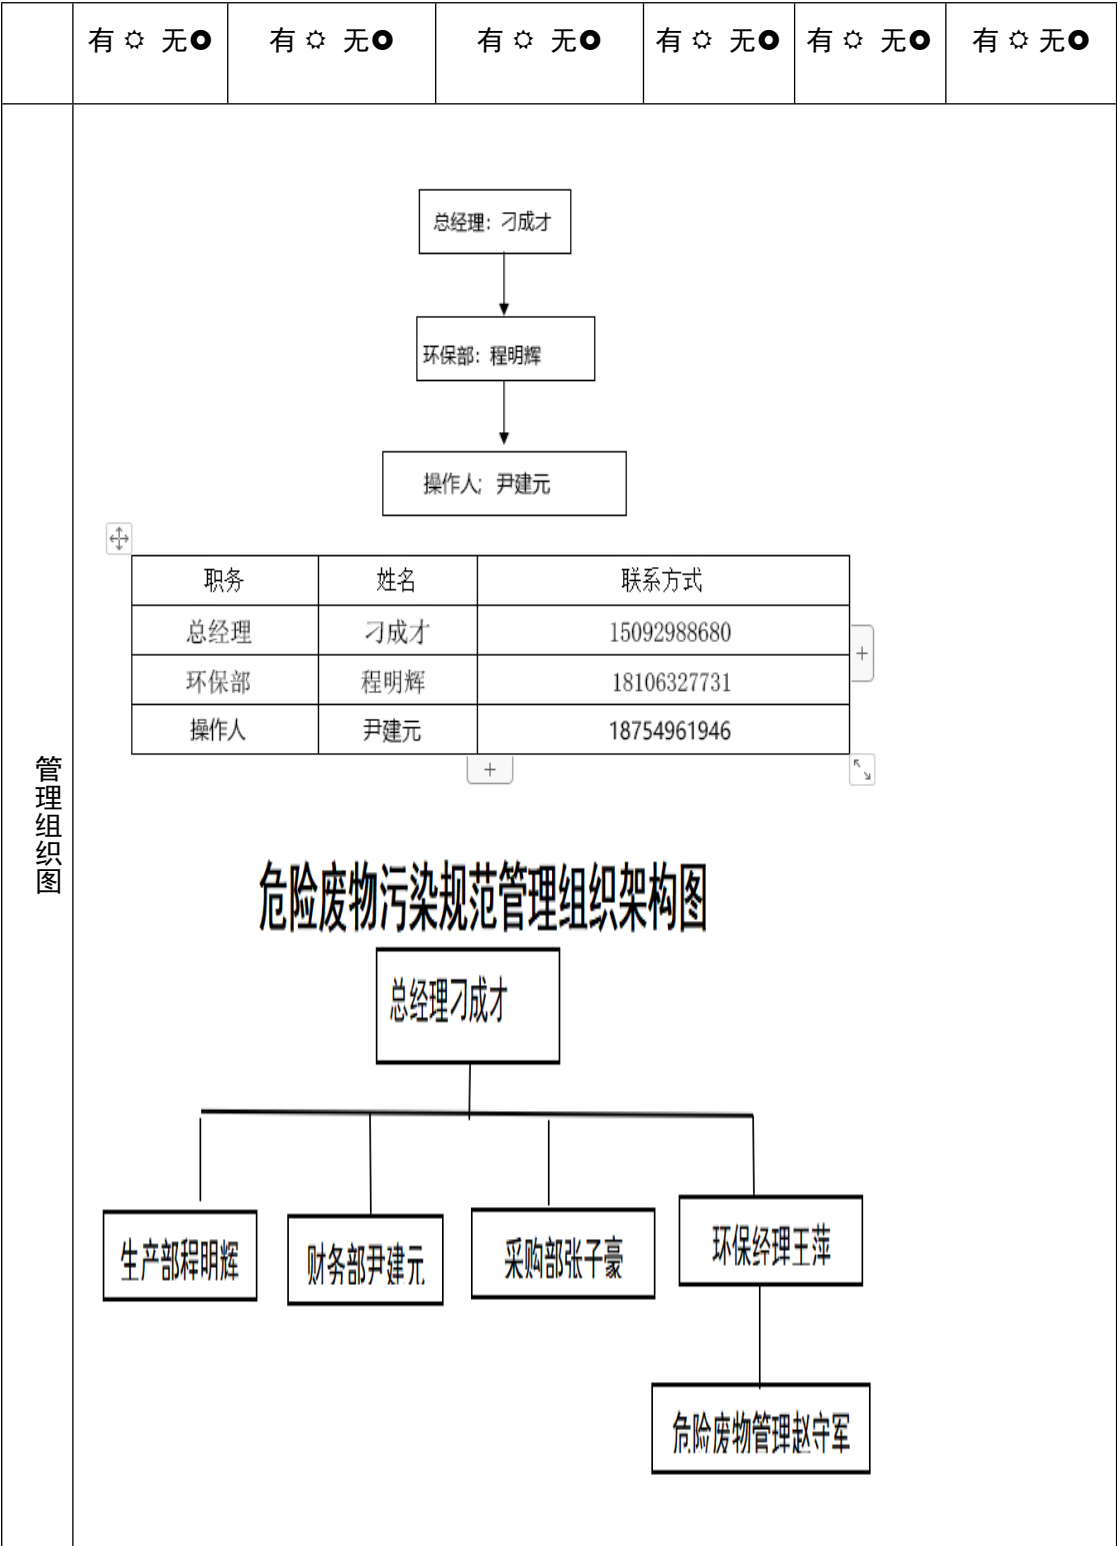 有 ☼ 无⭘ 有 ☼ 无⭘ 有 ☼ 无⭘ 有 ☼ 无⭘ 有 ☼ 无⭘ 有 ☼ 无⭘
管理组织图
总经理：刁成才
环保部：程明辉
操作人; 尹建元
职务 姓名 联系方式
总经理 刁成才 15092988680
环保部 程明辉 18106327731
操作人 尹建元 18754961946
危险废物污染规范管理组织架构图
总经理刁成才
生产部程明辉 财务部尹建元 采购部张子豪 环保经理王萍
危险废物管理赵守军